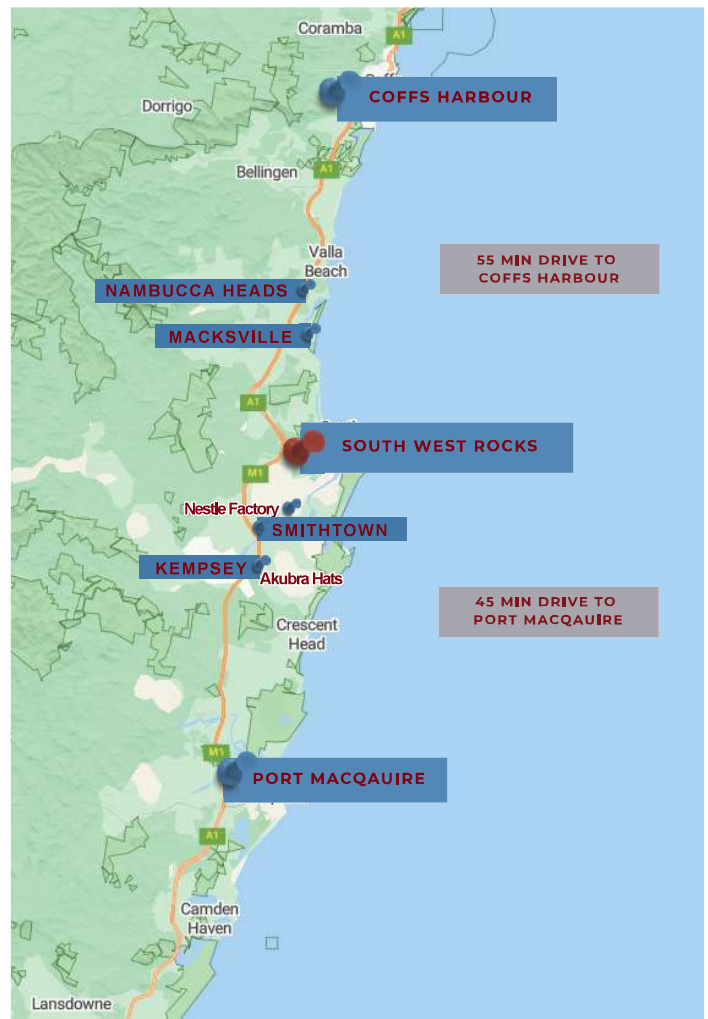 Coramba
A1
COFFS HARBOUR
Dorrigo
Bellingen
A1
55 MIN DRIVE TO
COFFS HARBOUR
Valla
Beach
NAMBUCCA HEADS
MACKSVILLE
A1
SOUTH WEST ROCKS
M1
Nestle Factory
SMITHTOWN
KEMPSEY
Akubra Hats
45 MIN DRIVE TO
PORT MACQAUIRE
Crescent
Head
M1
PORT MACQAUIRE
A1
Camden
Haven
Lansdowne